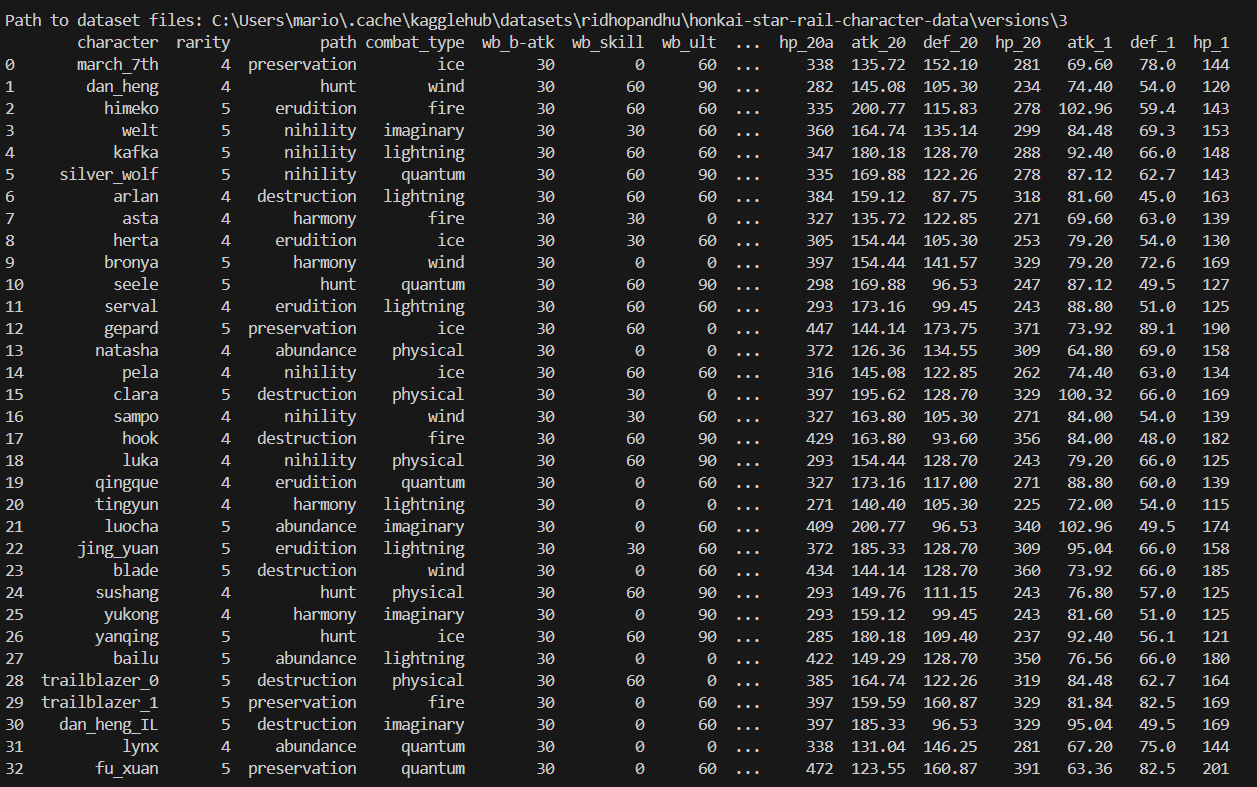 Path to dataset files: C:\Users\mario\.cache\kagglehub\datasets\ridhopandhu\honkai-star-rail-character-data\versions\3
character rarity path combat_type wb_b-atk wb_skill wb_ult ... hp_20a atk_20 def_20 hp_20 atk_1 def_1 hp_1
0 march_7th 4 preservation ice 30 0 60 ... 338 135.72 152.10 281 69.60 78.0 144
1 dan_heng 4 hunt wind 30 60 90 ... 282 145.08 105.30 234 74.40 54.0 120
2 himeko 5 erudition fire 30 60 60 ... 335 200.77 115.83 278 102.96 59.4 143
3 welt 5 nihility imaginary 30 30 60 ... 360 164.74 135.14 299 84.48 69.3 153
4 kafka 5 nihility lightning 30 60 60 ... 347 180.18 128.70 288 92.40 66.0 148
5 silver_wolf 5 nihility quantum 30 60 90 ... 335 169.88 122.26 278 87.12 62.7 143
6 arlan 4 destruction lightning 30 60 60 ... 384 159.12 87.75 318 81.60 45.0 163
7 asta 4 harmony fire 30 30 0 ... 327 135.72 122.85 271 69.60 63.0 139
8 herta 4 erudition ice 30 30 60 ... 305 154.44 105.30 253 79.20 54.0 130
9 bronya 5 harmony wind 30 0 0 ... 397 154.44 141.57 329 79.20 72.6 169
10 seele 5 hunt quantum 30 60 90 ... 298 169.88 96.53 247 87.12 49.5 127
11 serval 4 erudition lightning 30 60 60 ... 293 173.16 99.45 243 88.80 51.0 125
12 gepard 5 preservation ice 30 60 0 ... 447 144.14 173.75 371 73.92 89.1 190
13 natasha 4 abundance physical 30 0 0 ... 372 126.36 134.55 309 64.80 69.0 158
14 pela 4 nihility ice 30 60 60 ... 316 145.08 122.85 262 74.40 63.0 134
15 clara 5 destruction physical 30 30 0 ... 397 195.62 128.70 329 100.32 66.0 169
16 sampo 4 nihility wind 30 30 60 ... 327 163.80 105.30 271 84.00 54.0 139
17 hook 4 destruction fire 30 60 90 ... 429 163.80 93.60 356 84.00 48.0 182
18 luka 4 nihility physical 30 60 90 ... 293 154.44 128.70 243 79.20 66.0 125
19 qingque 4 erudition quantum 30 0 60 ... 327 173.16 117.00 271 88.80 60.0 139
20 tingyun 4 harmony lightning 30 0 0 ... 271 140.40 105.30 225 72.00 54.0 115
21 luocha 5 abundance imaginary 30 0 60 ... 409 200.77 96.53 340 102.96 49.5 174
22 jing_yuan 5 erudition lightning 30 30 60 ... 372 185.33 128.70 309 95.04 66.0 158
23 blade 5 destruction wind 30 0 60 ... 434 144.14 128.70 360 73.92 66.0 185
24 sushang 4 hunt physical 30 60 90 ... 293 149.76 111.15 243 76.80 57.0 125
25 yukong 4 harmony imaginary 30 0 90 ... 293 159.12 99.45 243 81.60 51.0 125
26 yanqing 5 hunt ice 30 60 90 ... 285 180.18 109.40 237 92.40 56.1 121
27 bailu 5 abundance lightning 30 0 0 ... 422 149.29 128.70 350 76.56 66.0 180
28 trailblazer_0 5 destruction physical 30 60 0 ... 385 164.74 122.26 319 84.48 62.7 164
29 trailblazer_1 5 preservation fire 30 0 60 ... 397 159.59 160.87 329 81.84 82.5 169
30 dan_heng_IL 5 destruction imaginary 30 0 60 ... 397 185.33 96.53 329 95.04 49.5 169
31 lynx 4 abundance quantum 30 0 0 ... 338 131.04 146.25 281 67.20 75.0 144
32 fu_xuan 5 preservation quantum 30 0 60 ... 472 123.55 160.87 391 63.36 82.5 201